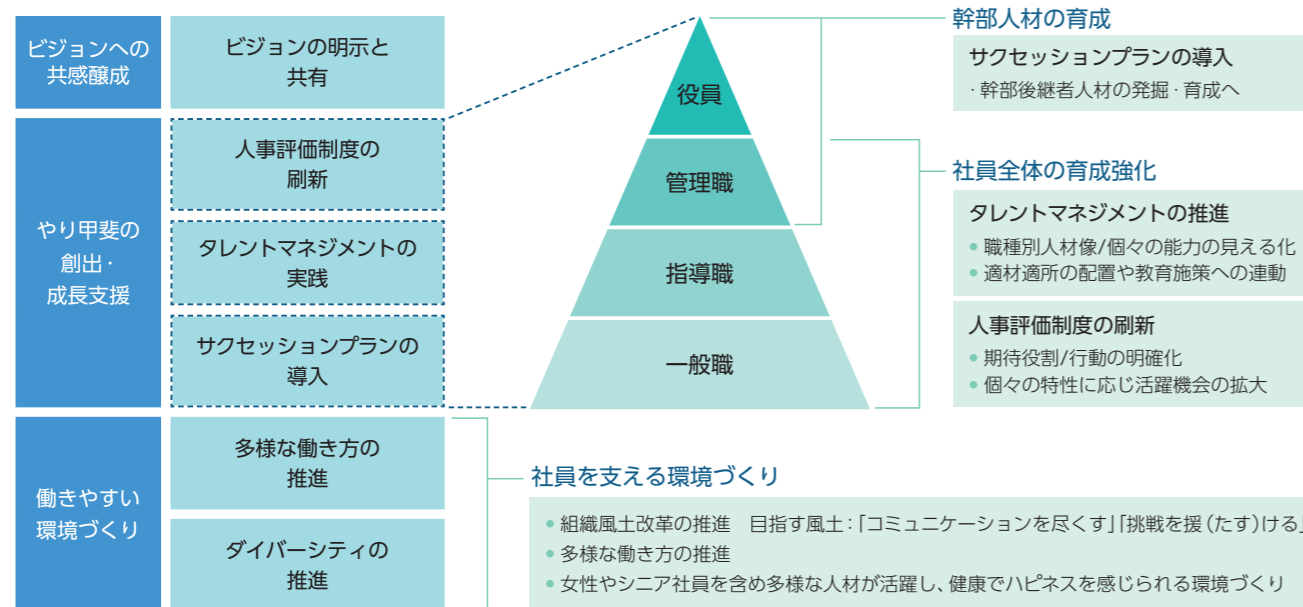 ビジョンへの
共感醸成
ビジョンの明示と
共有
やり甲斐の
創出・
成長支援
人事評価制度の
刷新
タレントマネジメントの
実践
サクセッションプランの
導入
働きやすい
環境づくり
多様な働き方の
推進
ダイバーシティの
推進
役員
管理職
指導職
一般職
幹部人材の育成
サクセッションプランの導入
・幹部後継者人材の発掘・育成へ
社員全体の育成強化
タレントマネジメントの推進
• 職種別人材像/個々の能力の見える化
• 適材適所の配置や教育施策への連動
人事評価制度の刷新
• 期待役割/行動の明確化
• 個々の特性に応じ活躍機会の拡大
社員を支える環境づくり
• 組織風土改革の推進　目指す風土：「コミュニケーションを尽くす」「挑戦を援（たす）ける」
• 多様な働き方の推進
• 女性やシニア社員を含め多様な人材が活躍し、健康でハピネスを感じられる環境づくり